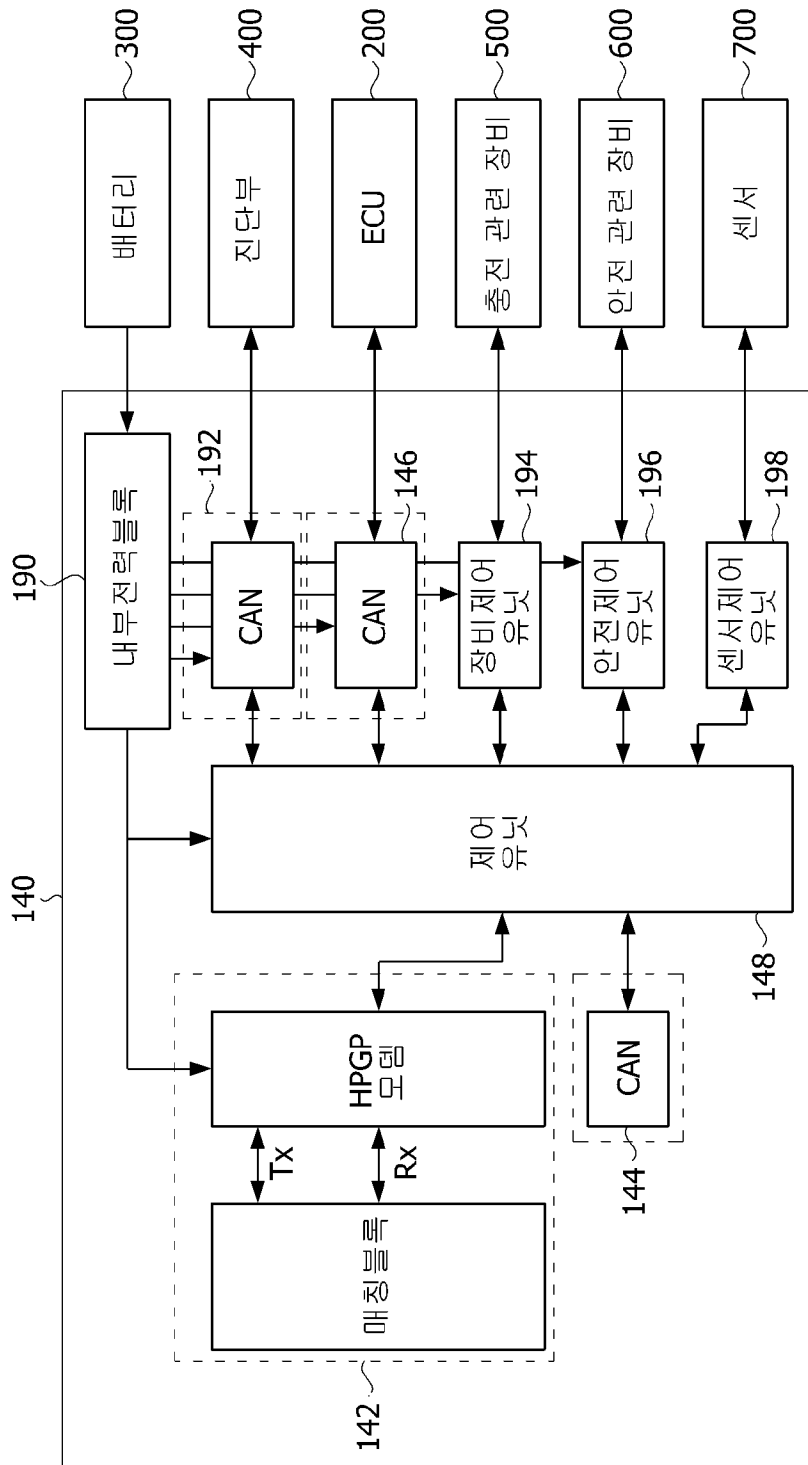 140
190
내부전력블록
배터리
300
192
CAN
진단부
400
CAN
146
ECU
200
장비제어
유닛
194
충전 관련 장비
500
안전제어
유닛
196
안전 관련 장비
600
센서제어
유닛
198
센서
700
제어
유닛
148
HPGP
모뎀
Tx
Rx
매칭블록
142
CAN
144